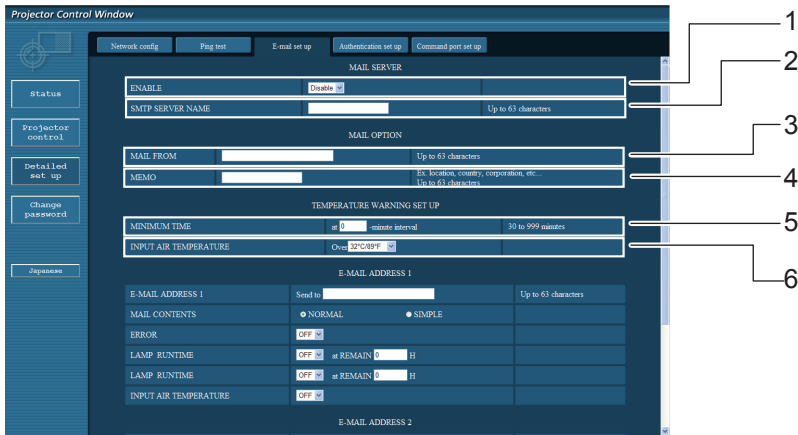 Projector Control Window
Network config Ping test E-mail set up Authentication set up Command port set up
MAIL SERVER
ENABLE Disable
SMTP SERVER NAME Up to 63 characters
MAIL OPTION
MAIL FROM Up to 63 characters
MEMO Ex. location, country, corporation, etc...
Up to 63 characters
TEMPERATURE WARNING SET UP
MINIMUM TIME at 0 -minute interval 30 to 999 minutes
INPUT AIR TEMPERATURE Over 32°C/89°F
E-MAIL ADDRESS 1
E-MAIL ADDRESS 1 Send to Up to 63 characters
MAIL CONTENTS NORMAL SIMPLE
ERROR OFF
LAMP RUNTIME OFF at REMAIN 0 H
LAMP RUNTIME OFF at REMAIN 0 H
INPUT AIR TEMPERATURE OFF
E-MAIL ADDRESS 2
Status
Projector
control
Detailed
set up
Change
password
Japanese
1
2
3
4
5
6